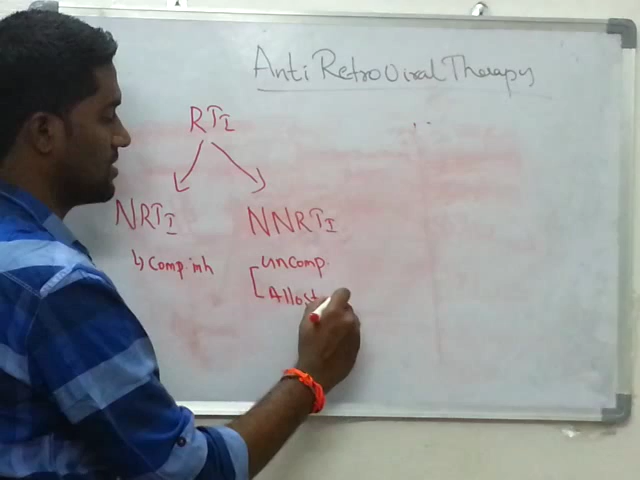 Anti Retroviral Therapy
RTI
NRTI NNRTI
↳ Comp inh uncomp.
Allost